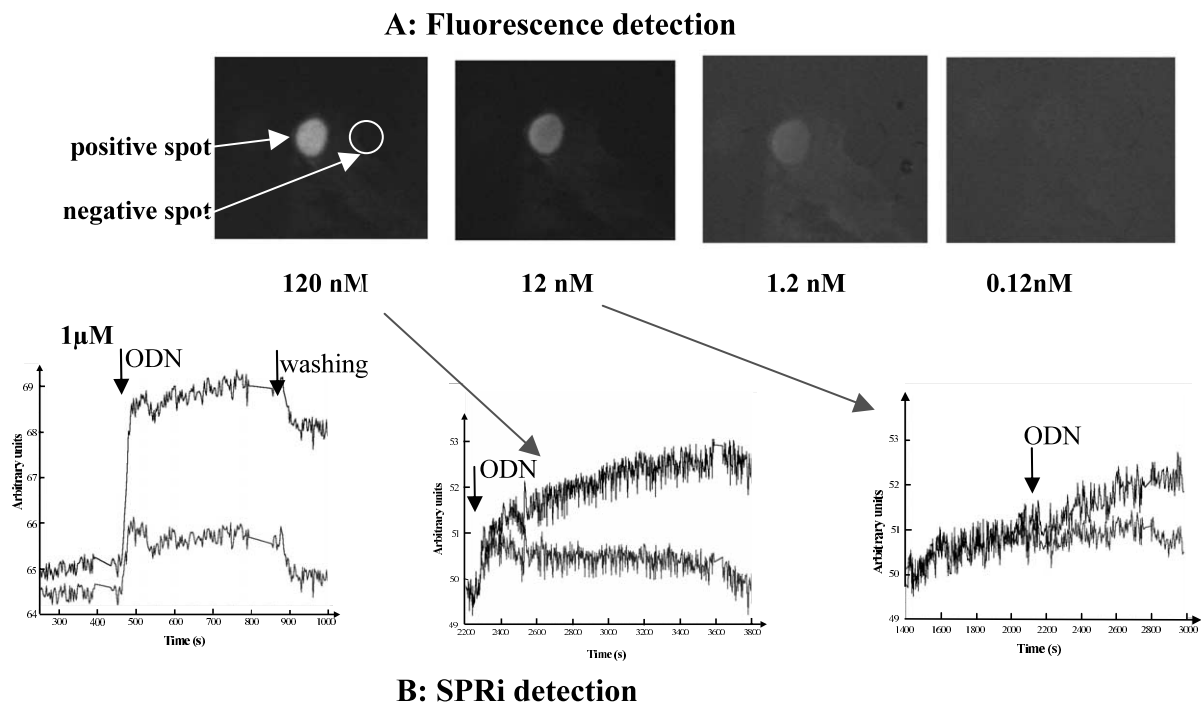 A: Fluorescence detection
positive spot
negative spot
120 nM
12 nM
1.2 nM
0.12nM
1µM
ODN
washing
69
68
67
66
65
64
Arbitrary units
300 400 500 600 700 800 900 1000
Time (s)
ODN
53
52
51
50
49
Arbitrary units
2200 2400 2600 2800 3000 3200 3400 3600 3800
Time (s)
ODN
53
52
51
50
49
Arbitrary units
1400 1600 1800 2000 2200 2400 2600 2800 3000
Time (s)
B: SPRi detection